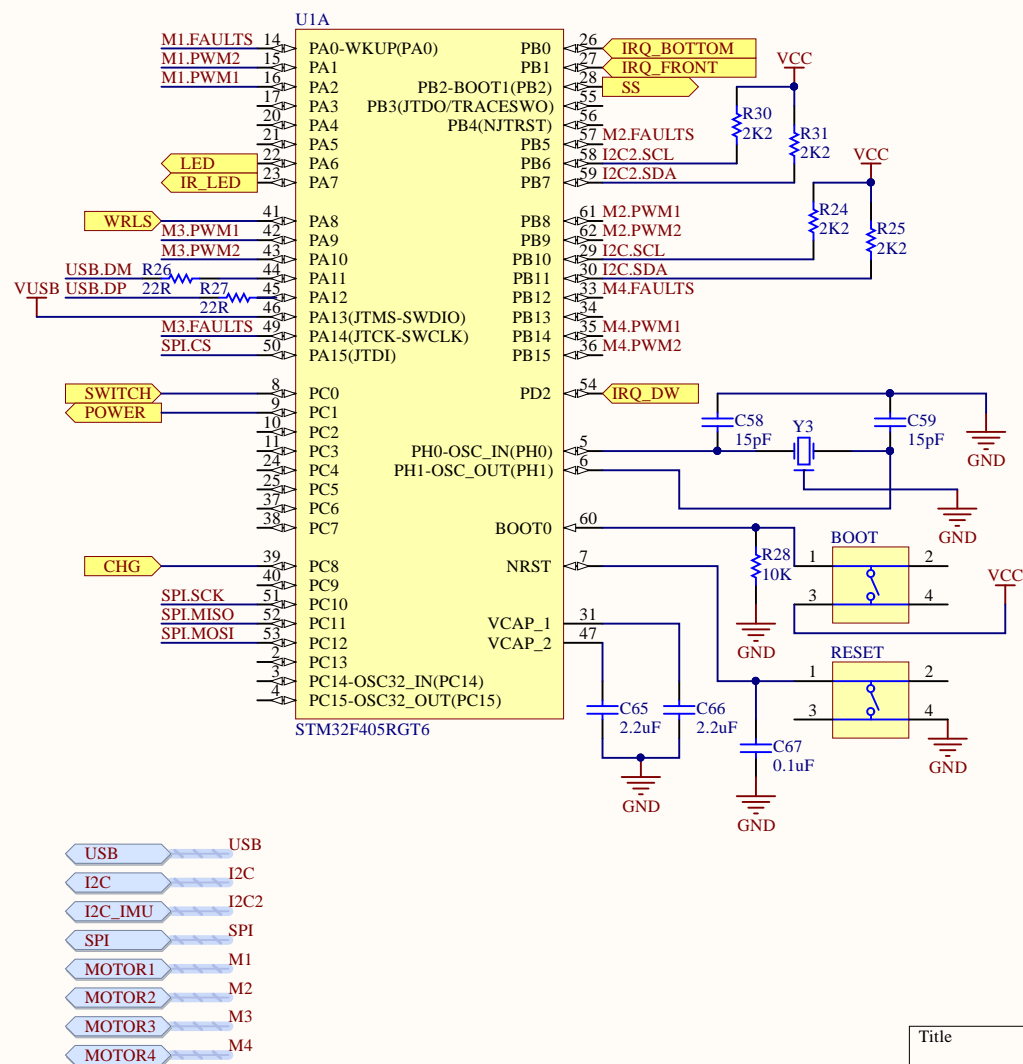 U1A
M1.FAULTS 14 PA0-WKUP(PA0) PB0 26 IRQ_BOTTOM
M1.PWM2 15 PA1 PB1 27 IRQ_FRONT VCC
M1.PWM1 16 PA2 PB2-BOOT1(PB2) 28 SS
17 PA3 PB3(JTDO/TRACESWO) 55 R30 2K2
20 PA4 PB4(NJTRST) 56 R31 2K2
21 PA5 PB5 57 M2.FAULTS
LED 22 PA6 PB6 58 I2C2.SCL VCC
IR_LED 23 PA7 PB7 59 I2C2.SDA
WRLS 41 PA8 PB8 61 M2.PWM1 R24 2K2
M3.PWM1 42 PA9 PB9 62 M2.PWM2 R25 2K2
M3.PWM2 43 PA10 PB10 29 I2C.SCL
USB.DM R26 22R 44 PA11 PB11 30 I2C.SDA
VUSB USB.DP R27 22R 45 PA12 PB12 33 M4.FAULTS
46 PA13(JTMS-SWDIO) PB13 34
M3.FAULTS 49 PA14(JTCK-SWCLK) PB14 35 M4.PWM1
SPI.CS 50 PA15(JTDI) PB15 36 M4.PWM2
SWITCH 8 PC0 PD2 54 IRQ_DW
POWER 9 PC1
10 PC2 C58 15pF Y3 C59 15pF
11 PC3 PH0-OSC_IN(PH0) 5 GND
24 PC4 PH1-OSC_OUT(PH1) 6
25 PC5
37 PC6
38 PC7 BOOT0 60 GND
BOOT
CHG 39 PC8 NRST 7 R28 10K 1 2
40 PC9 VCC
SPI.SCK 51 PC10 3 4
SPI.MISO 52 PC11 VCAP_1 31
SPI.MOSI 53 PC12 VCAP_2 47 GND
2 PC13 RESET
3 PC14-OSC32_IN(PC14) 1 2
4 PC15-OSC32_OUT(PC15)
STM32F405RGT6 C65 2.2uF C66 2.2uF 3 4
C67 0.1uF GND
GND
GND
USB USB
I2C I2C
I2C_IMU I2C2
SPI SPI
MOTOR1 M1
MOTOR2 M2
MOTOR3 M3
MOTOR4 M4
Title